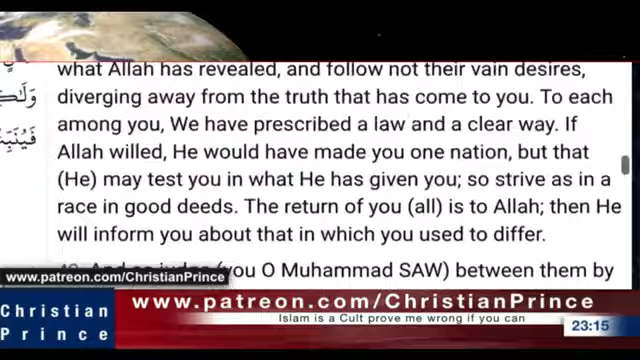 what Allah has revealed, and follow not their vain desires,
diverging away from the truth that has come to you. To each
among you, We have prescribed a law and a clear way. If
Allah willed, He would have made you one nation, but that
(He) may test you in what He has given you; so strive as in a
race in good deeds. The return of you (all) is to Allah; then He
will inform you about that in which you used to differ.
(you O Muhammad SAW) between them by
www.patreon.com/ChristianPrince
www.patreon.com/ChristianPrince
Christian
Prince
Islam is a Cult prove me wrong if you can
23:15